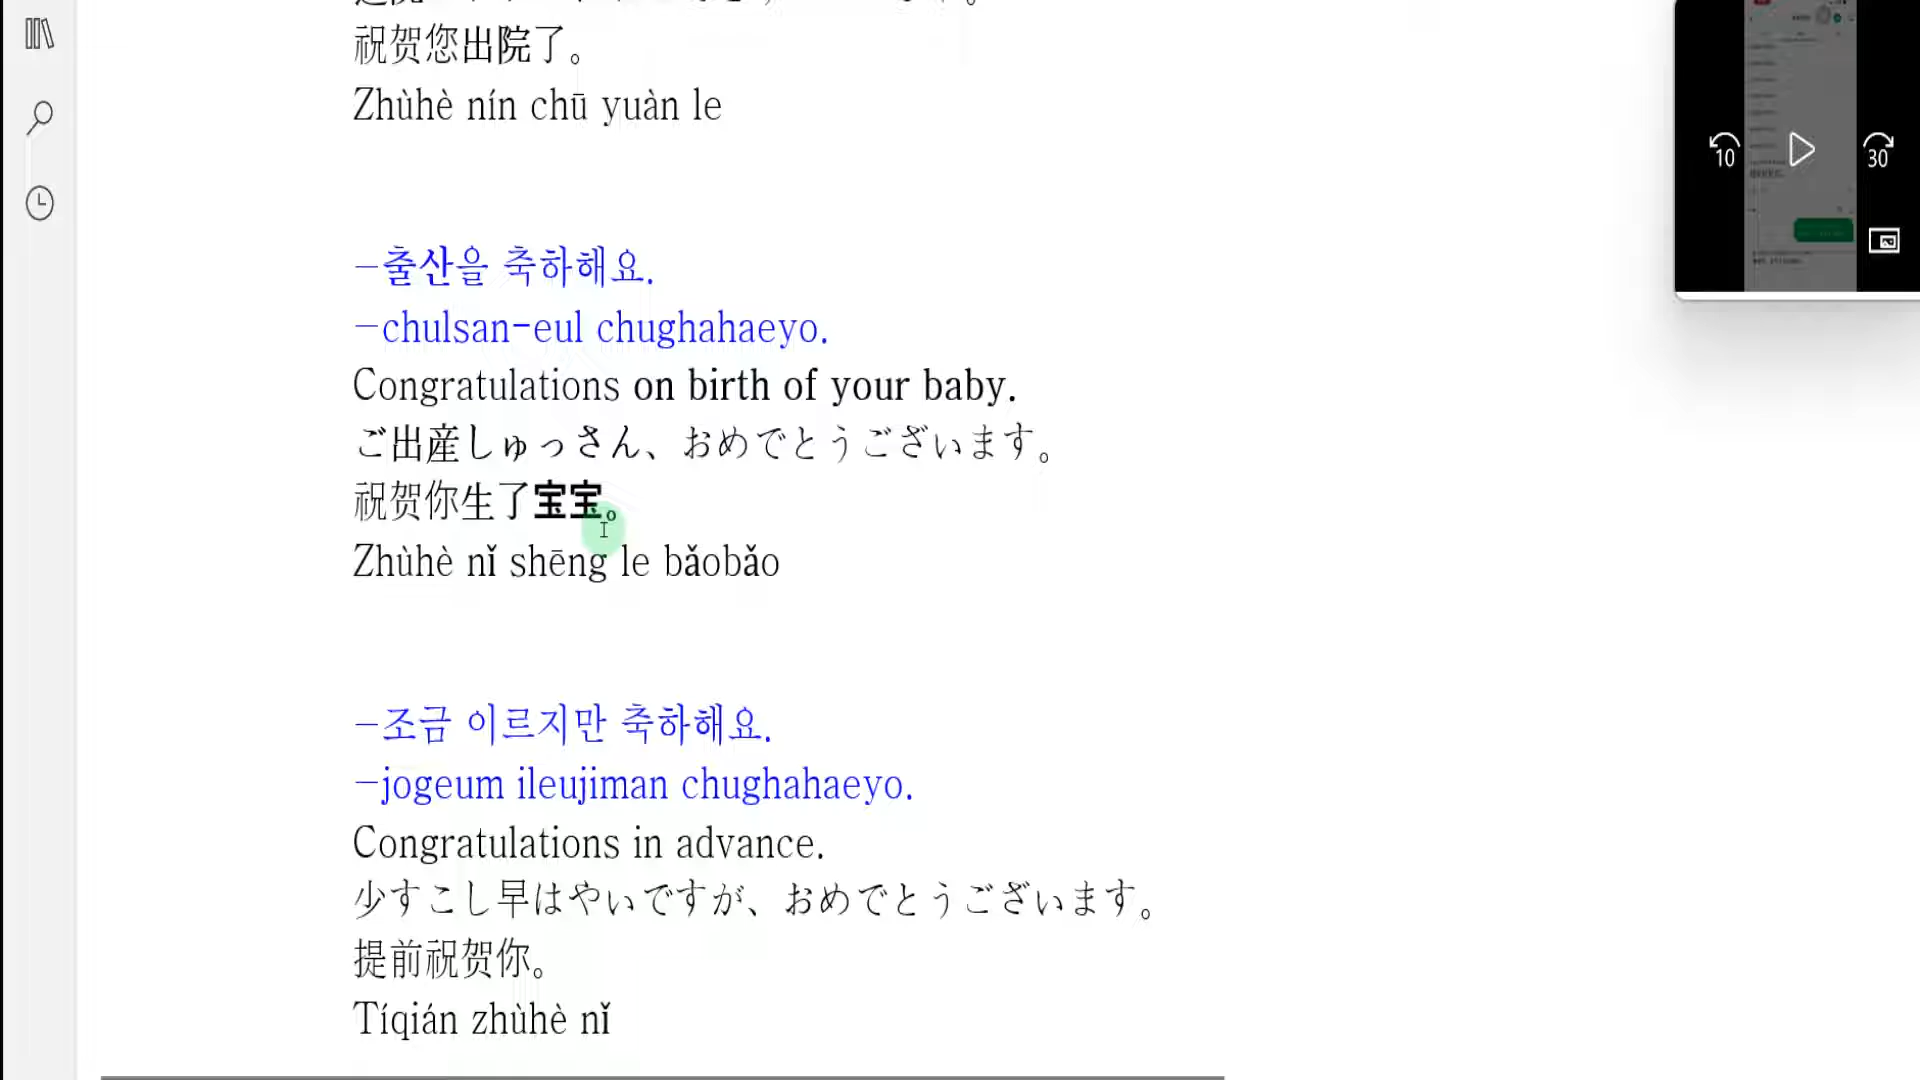 祝贺您出院了。
Zhùhè nín chū yuàn le
–출산을 축하해요.
–chulsan-eul chughahaeyo.
Congratulations on birth of your baby.
ご出産しゅっさん、おめでとうございます。
祝贺你生了宝宝。
Zhùhè nǐ shēng le bǎobǎo
–조금 이르지만 축하해요.
–jogeum ileujiman chughahaeyo.
Congratulations in advance.
少すこし早はやいですが、おめでとうございます。
提前祝贺你。
Tíqián zhùhè nǐ
10
30